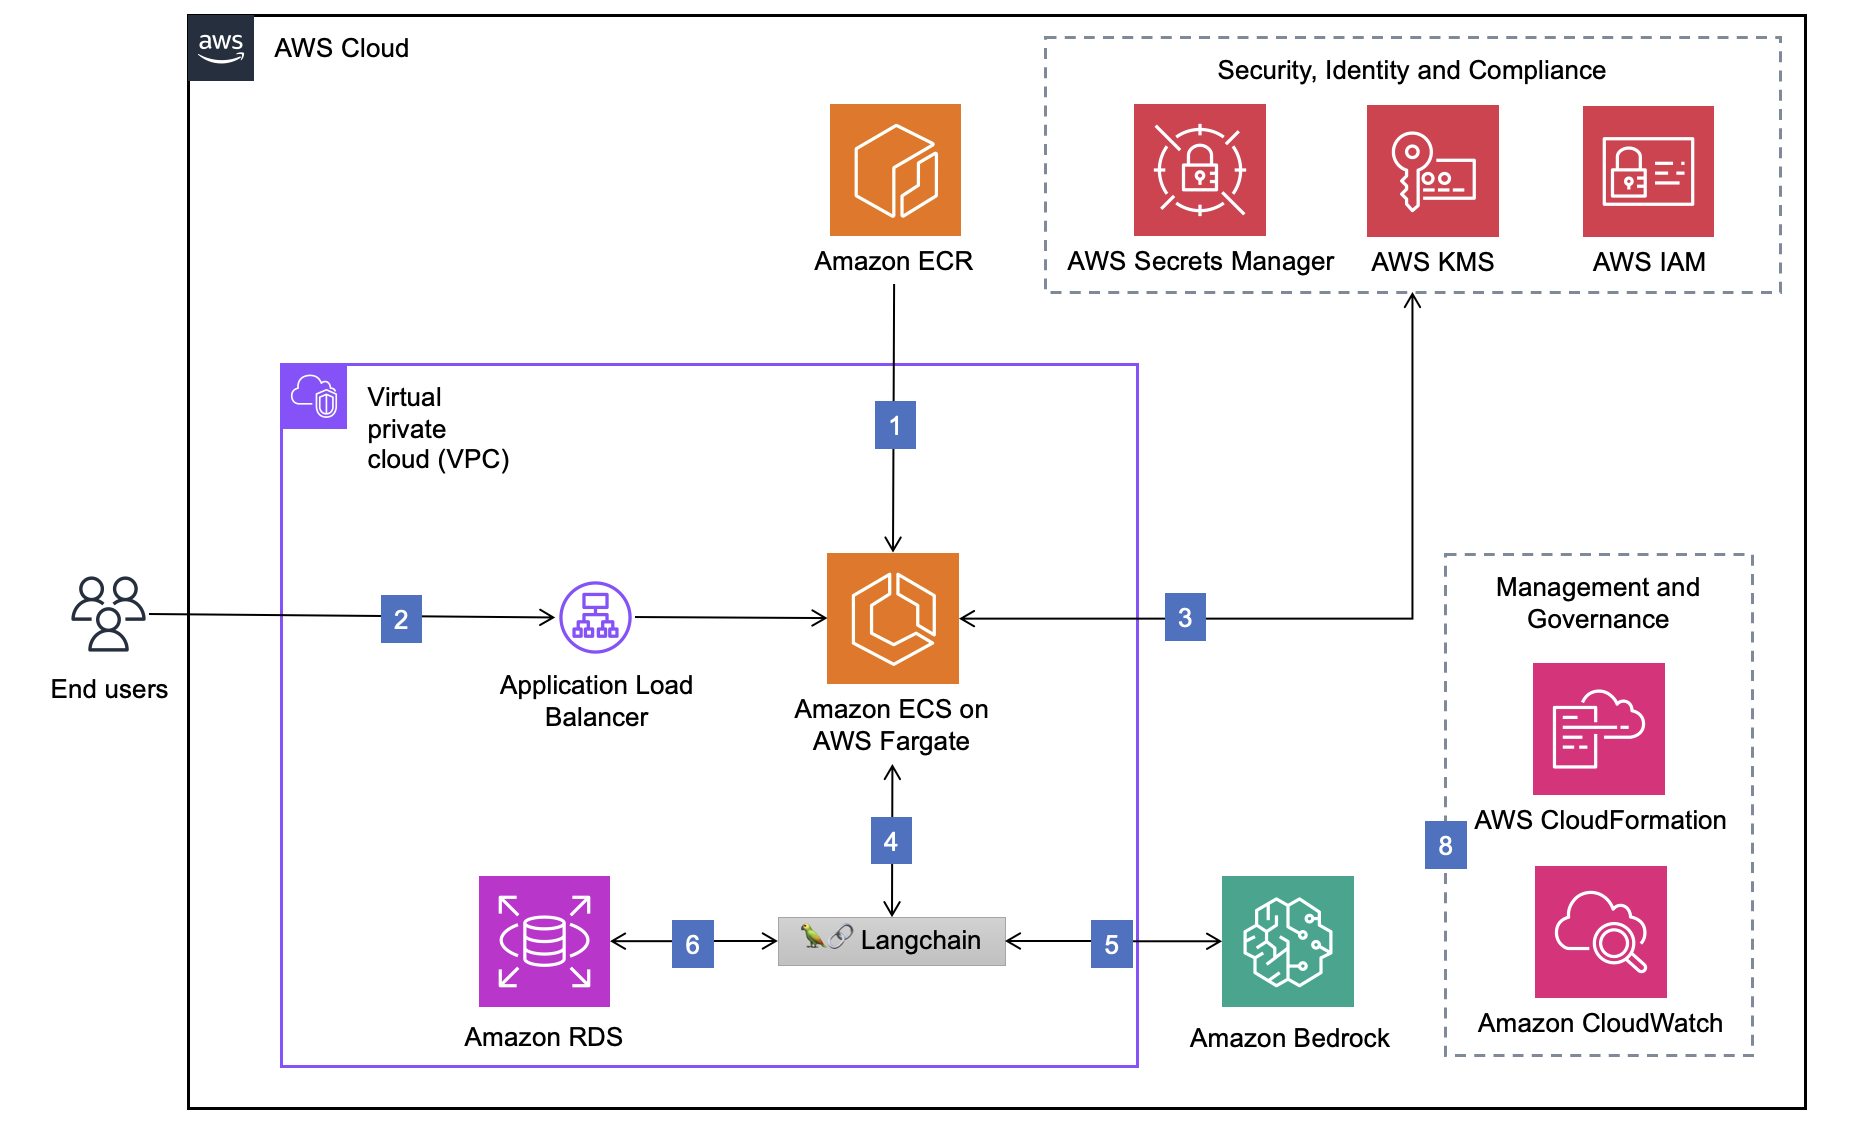 aws
AWS Cloud
Security, Identity and Compliance
Amazon ECR
AWS Secrets Manager
AWS KMS
AWS IAM
Virtual
private
cloud (VPC)
1
2
3
End users
Application Load
Balancer
Amazon ECS on
AWS Fargate
Management and
Governance
AWS CloudFormation
4
8
6
Langchain
5
Amazon RDS
Amazon Bedrock
Amazon CloudWatch